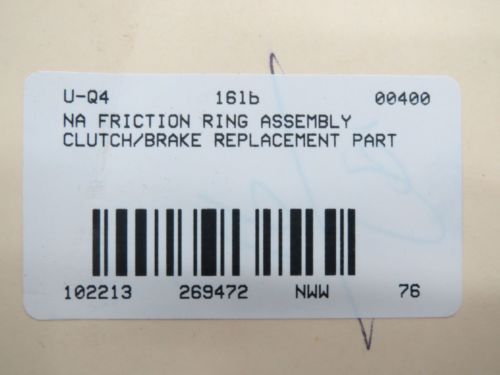 U-Q4 161b 00400
NA FRICTION RING ASSEMBLY
CLUTCH/BRAKE REPLACEMENT PART
102213 269472 NWW 76